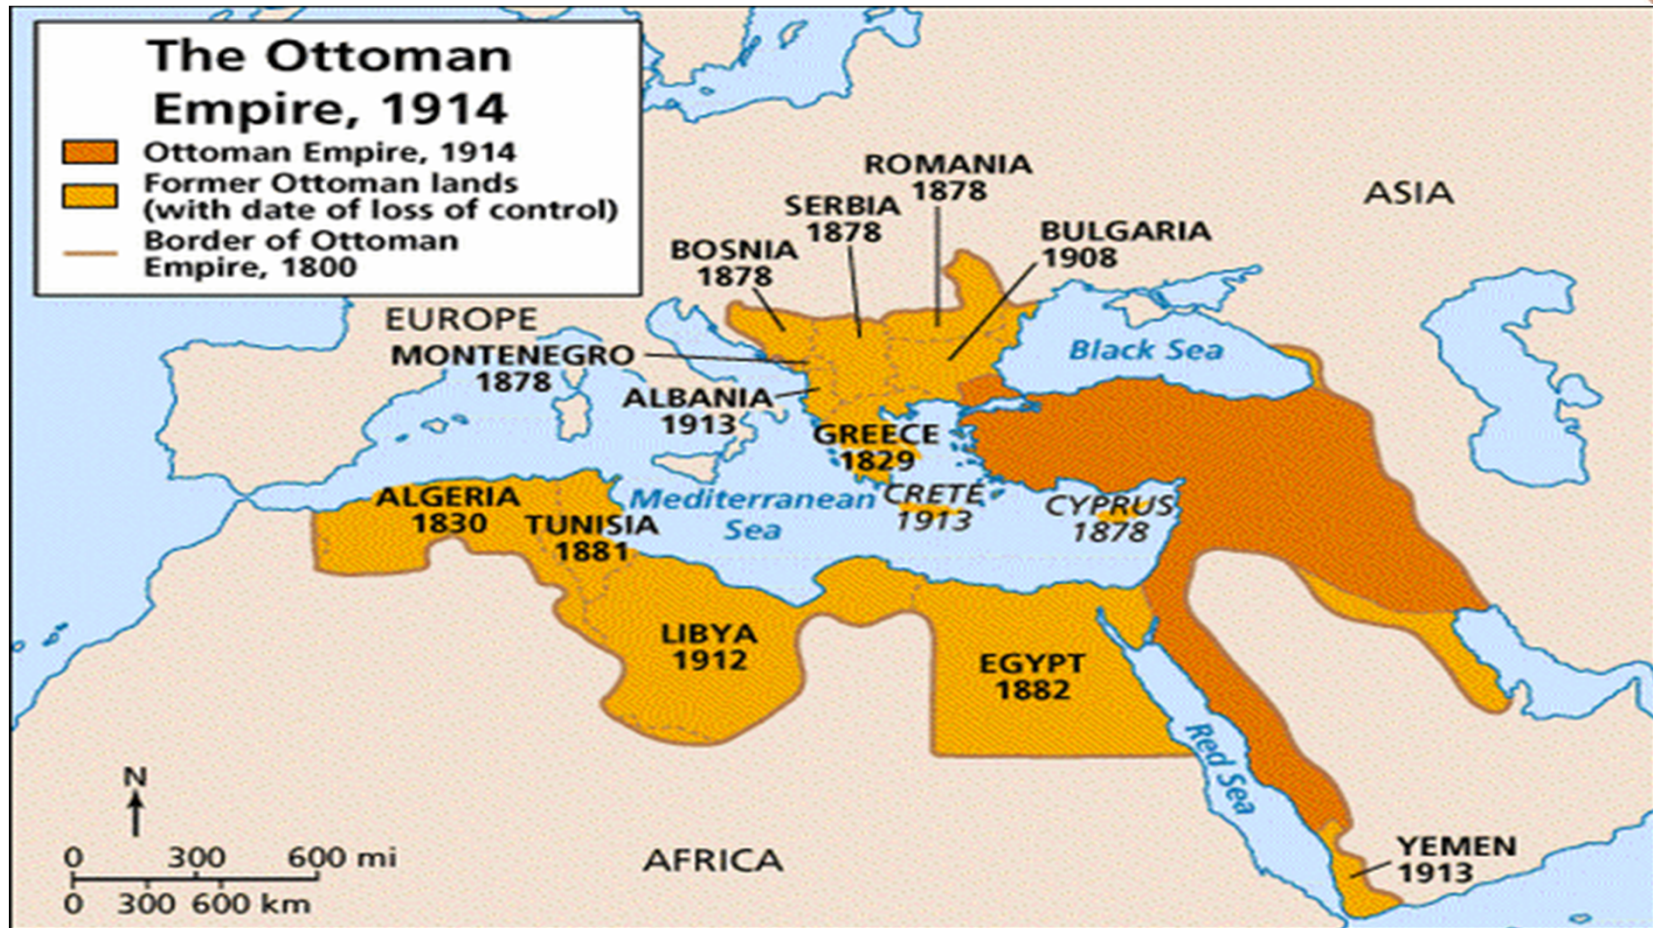 The Ottoman
Empire, 1914
Ottoman Empire, 1914
Former Ottoman lands
(with date of loss of control)
Border of Ottoman
Empire, 1800
ROMANIA
1878
ASIA
SERBIA
1878
BULGARIA
1908
BOSNIA
1878
EUROPE
MONTENEGRO
1878
Black Sea
ALBANIA
1913
GREECE
1829
ALGERIA
1830
TUNISIA
1881
Mediterranean
Sea
CRETE
1913
CYPRUS
1878
LIBYA
1912
EGYPT
1882
Red Sea
N
0 300 600 mi
0 300 600 km
AFRICA
YEMEN
1913